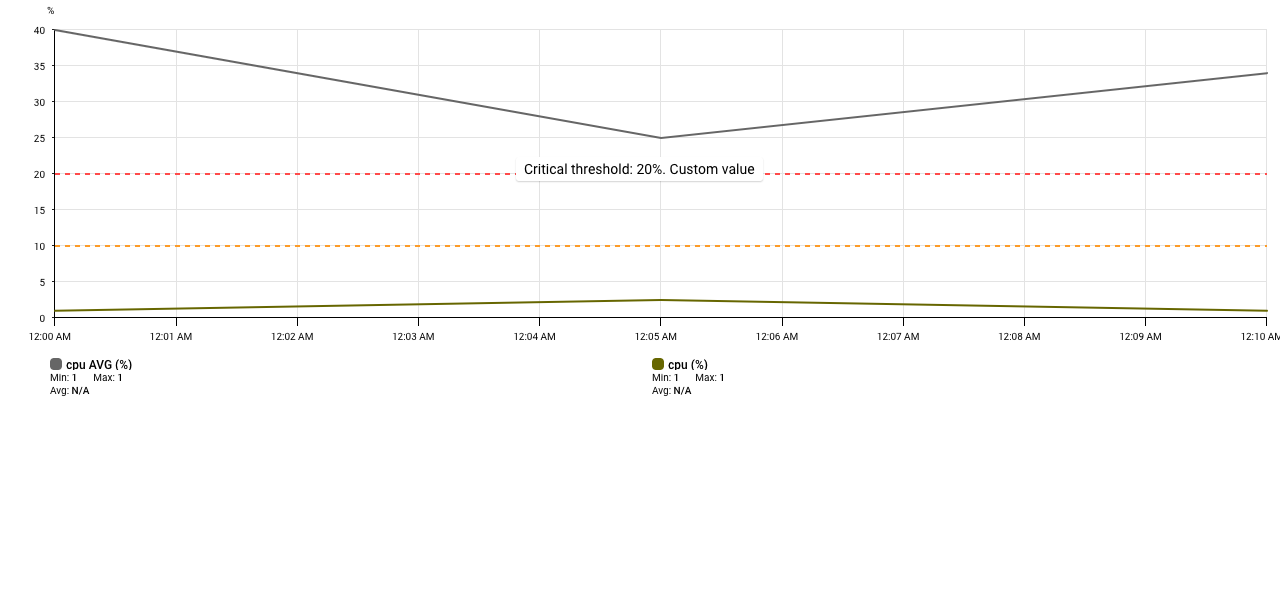 %
40
35
30
25
Critical threshold: 20%. Custom value
20
15
10
5
0
12:00 AM 12:01 AM 12:02 AM 12:03 AM 12:04 AM 12:05 AM 12:06 AM 12:07 AM 12:08 AM 12:09 AM 12:10 AM
cpu AVG (%) cpu (%)
Min: 1 Max: 1 Min: 1 Max: 1
Avg: N/A Avg: N/A